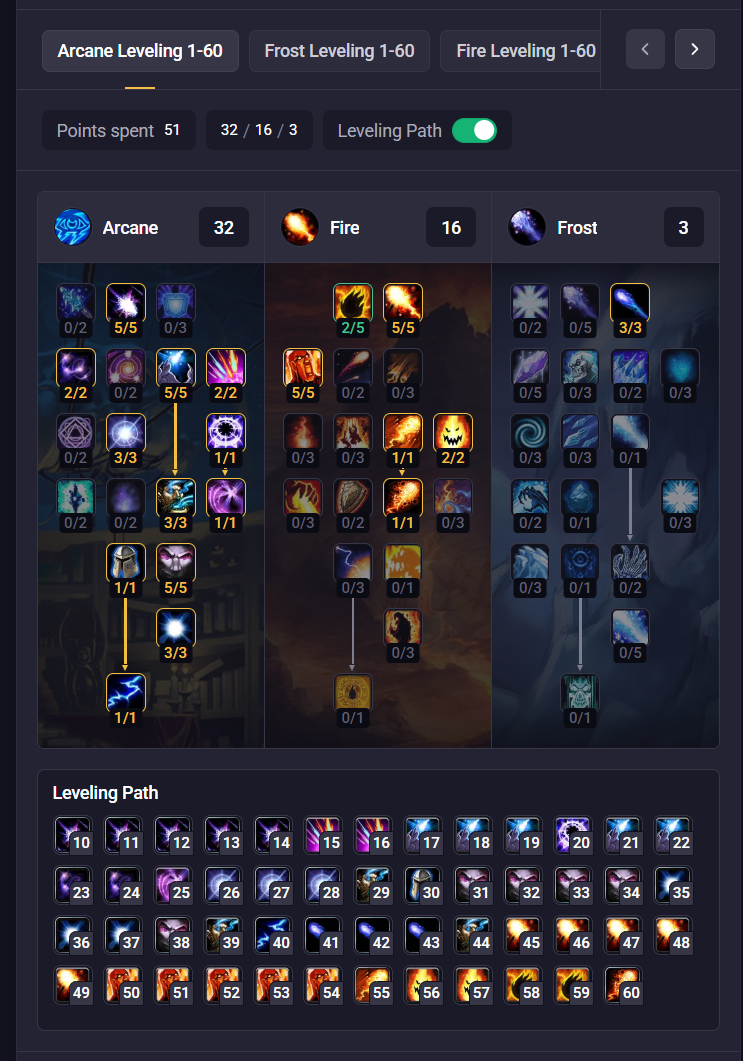 Arcane Leveling 1-60 Frost Leveling 1-60 Fire Leveling 1-60
Points spent 51 32 / 16 / 3 Leveling Path
Arcane 32 Fire 16 Frost 3
0/2 5/5 0/3 2/5 5/5 0/2 0/5 3/3
2/2 0/2 5/5 2/2 5/5 0/2 0/3 0/5 0/3 0/2 0/3
0/2 3/3 1/1 0/3 0/3 1/1 2/2 0/3 0/3 0/1
0/2 0/2 3/3 1/1 0/3 0/2 1/1 0/3 0/2 0/1 0/3
1/1 5/5 0/3 0/1 0/3 0/1 0/2
3/3 0/3 0/5
1/1 0/1 0/1
Leveling Path
10 11 12 13 14 15 16 17 18 19 20 21 22
23 24 25 26 27 28 29 30 31 32 33 34 35
36 37 38 39 40 41 42 43 44 45 46 47 48
49 50 51 52 53 54 55 56 57 58 59 60